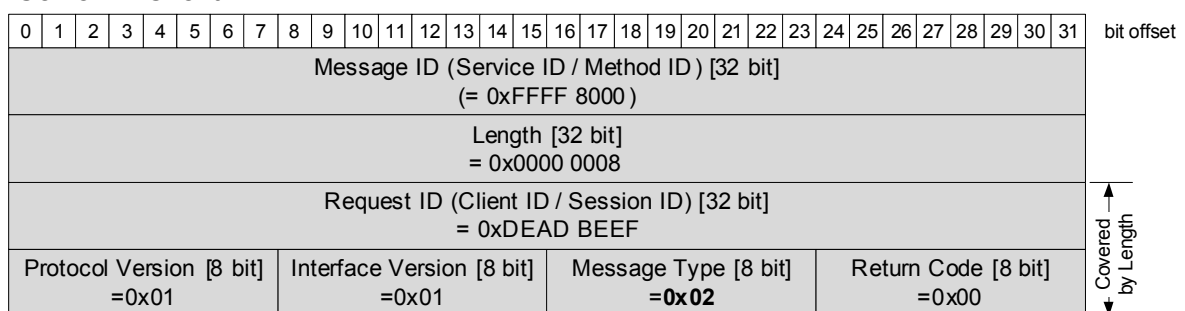 0 1 2 3 4 5 6 7 8 9 10 11 12 13 14 15 16 17 18 19 20 21 22 23 24 25 26 27 28 29 30 31 bit offset
Message ID (Service ID / Method ID) [32 bit]
(= 0xFFFF 8000)
Length [32 bit]
= 0x0000 0008
Request ID (Client ID / Session ID) [32 bit]
= 0xDEAD BEEF
Covered
by Length
Protocol Version [8 bit] Interface Version [8 bit] Message Type [8 bit] Return Code [8 bit]
=0x01 =0x01 =0x02 =0x00